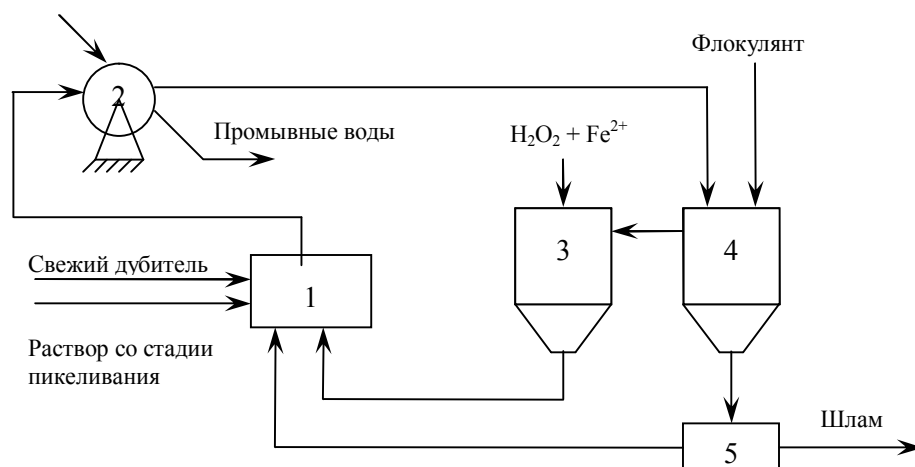 Флокулянт
2
Промывные воды
H₂O₂ + Fe²⁺
3
4
Свежий дубитель
1
Раствор со стадии
пикеливания
Шлам
5